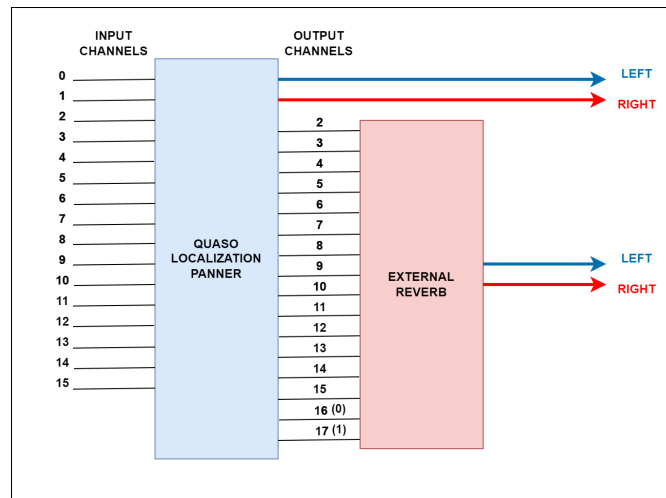 INPUT
CHANNELS
OUTPUT
CHANNELS
0
1
2
3
4
5
6
7
8
9
10
11
12
13
14
15
QUASO
LOCALIZATION
PANNER
LEFT
RIGHT
2
3
4
5
6
7
8
9
10
11
12
13
14
15
16 (0)
17 (1)
EXTERNAL
REVERB
LEFT
RIGHT